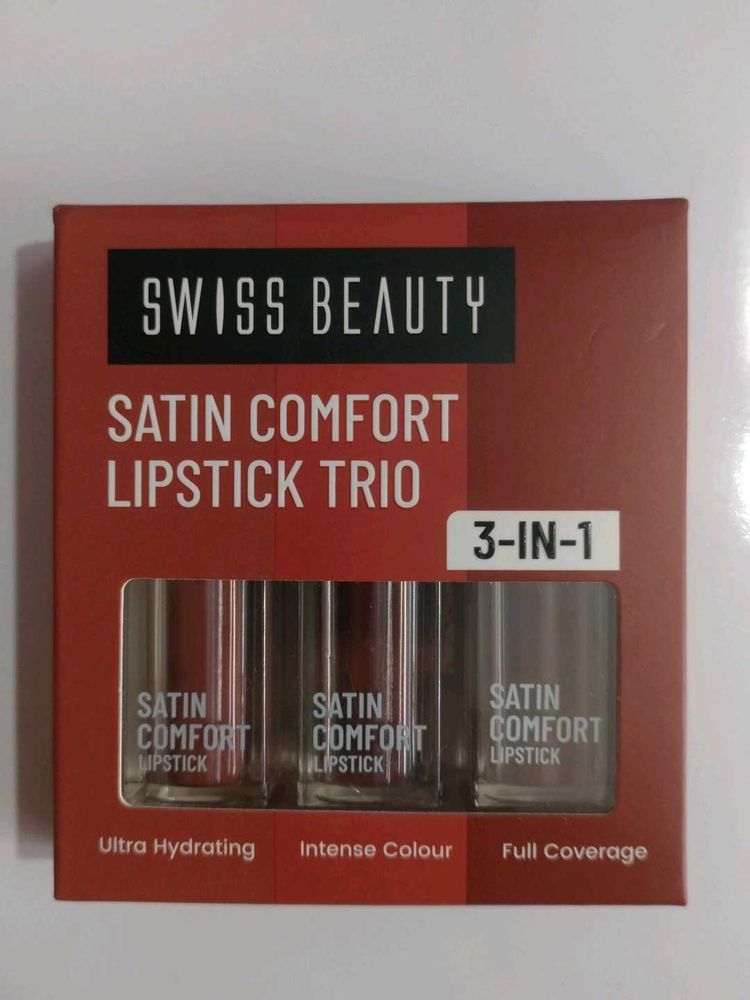 SWISS BEAUTY
SATIN COMFORT
LIPSTICK TRIO
3-IN-1
SATIN
COMFORT
LIPSTICK
SATIN
COMFORT
LIPSTICK
SATIN
COMFORT
LIPSTICK
Ultra Hydrating
Intense Colour
Full Coverage